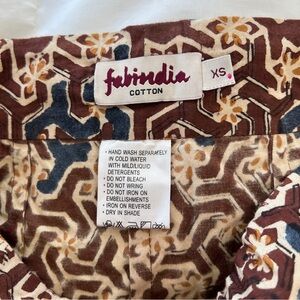 fabindia
COTTON
XS
• HAND WASH SEPARATELY
IN COLD WATER
WITH MILD/LIQUID
DETERGENTS
• DO NOT BLEACH
• DO NOT WRING
• DO NOT IRON ON
EMBELLISHMENTS
• IRON ON REVERSE
• DRY IN SHADE